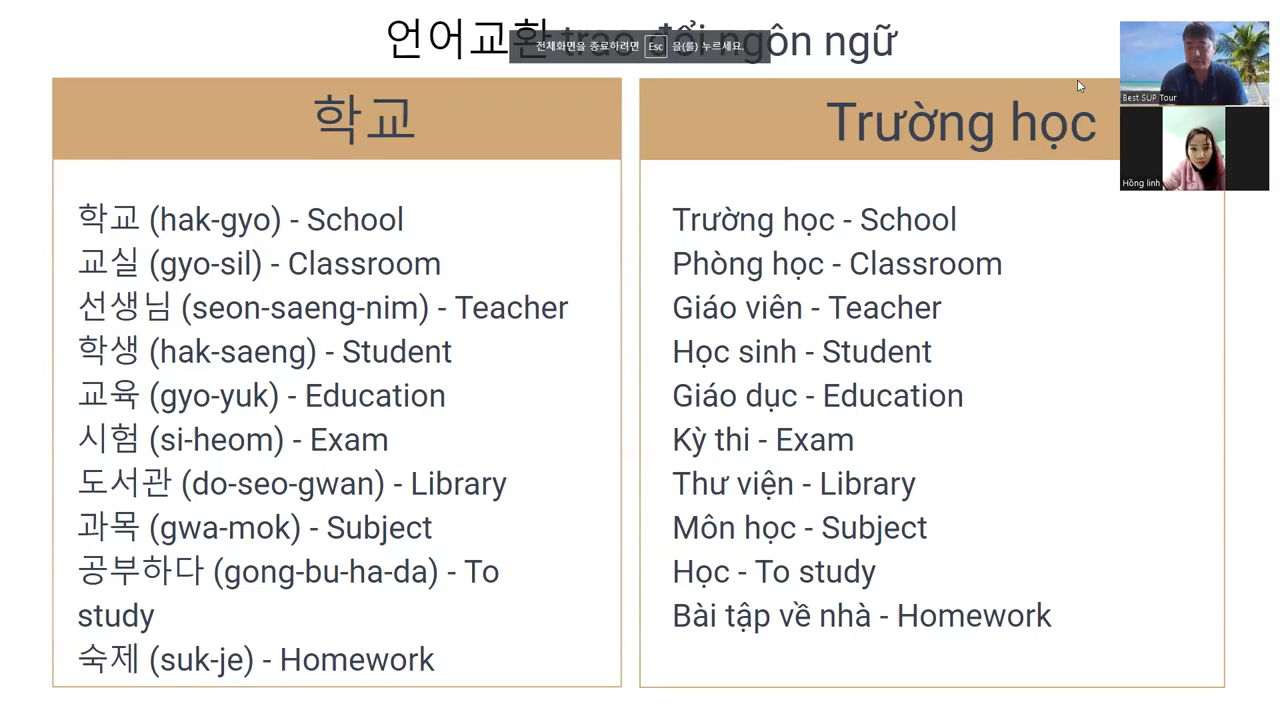 언어교환 trao đổi ngôn ngữ
전체화면을 종료하려면 Esc 을(를) 누르세요.
학교
학교 (hak-gyo) - School
교실 (gyo-sil) - Classroom
선생님 (seon-saeng-nim) - Teacher
학생 (hak-saeng) - Student
교육 (gyo-yuk) - Education
시험 (si-heom) - Exam
도서관 (do-seo-gwan) - Library
과목 (gwa-mok) - Subject
공부하다 (gong-bu-ha-da) - To
study
숙제 (suk-je) - Homework
Trường học
Trường học - School
Phòng học - Classroom
Giáo viên - Teacher
Học sinh - Student
Giáo dục - Education
Kỳ thi - Exam
Thư viện - Library
Môn học - Subject
Học - To study
Bài tập về nhà - Homework
Best SUP Tour
Hồng linh